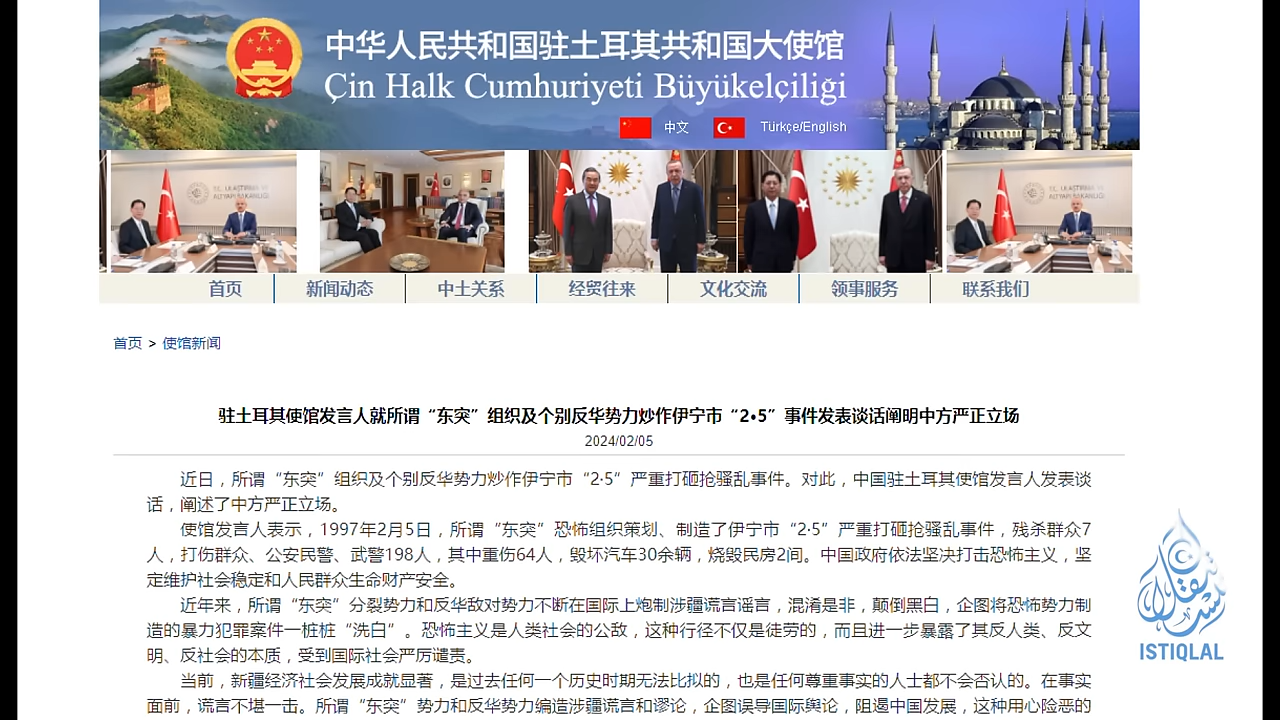 中华人民共和国驻土耳其共和国大使馆
Çin Halk Cumhuriyeti Büyükelçiliği
中文 Türkçe/English
T.C. ULAŞTIRMA VE
ALTYAPI BAKANLIĞI
T.C. ULAŞTIRMA VE
ALTYAPI BAKANLIĞI
首页 新闻动态 中土关系 经贸往来 文化交流 领事服务 联系我们
首页 > 使馆新闻
驻土耳其使馆发言人就所谓“东突”组织及个别反华势力炒作伊宁市“2•5”事件发表谈话阐明中方严正立场
2024/02/05
近日，所谓“东突”组织及个别反华势力炒作伊宁市“2·5”严重打砸抢骚乱事件。对此，中国驻土耳其使馆发言人发表谈
话，阐述了中方严正立场。
使馆发言人表示，1997年2月5日，所谓“东突“恐怖组织策划、制造了伊宁市“2·5”严重打砸抢骚乱事件，残杀群众7
人，打伤群众、公安民警、武警198人，其中重伤64人，毁坏汽车30余辆，烧毁民房2间。中国政府依法坚决打击恐怖主义，坚
定维护社会稳定和人民群众生命财产安全。
近年来，所谓“东突”分裂势力和反华敌对势力不断在国际上炮制涉疆谎言谣言，混淆是非，颠倒黑白，企图将恐怖势力制
造的暴力犯罪案件一桩桩“洗白”。恐怖主义是人类社会的公敌，这种行径不仅是徒劳的，而且进一步暴露了其反人类、反文
明、反社会的本质，受到国际社会严厉谴责。
当前，新疆经济社会发展成就显著，是过去任何一个历史时期无法比拟的，也是任何尊重事实的人士都不会否认的。在事实
面前，谎言不堪一击。所谓“东突”势力和反华势力编造涉疆谎言和谬论，企图误导国际舆论，阻遏中国发展，这种用心险恶的
ISTIQLAL